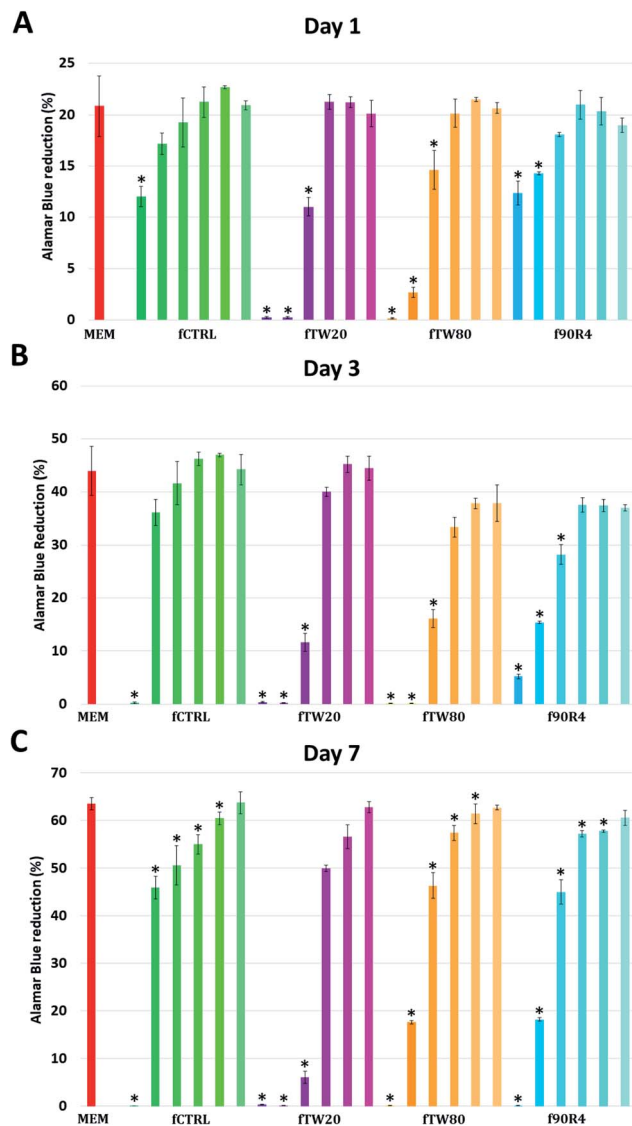 A
Day 1
Alamar Blue reduction (%)
25
20
15
10
5
0
* * * * * * * * *
MEM fCTRL fTW20 fTW80 f90R4
B
Day 3
Alamar Blue Reduction (%)
60
50
40
30
20
10
0
* * * * * * * * * *
MEM fCTRL fTW20 fTW80 f90R4
C
Day 7
Alamar Blue reduction (%)
70
60
50
40
30
20
10
0
* * * * * * * * * * * * * * * * * *
MEM fCTRL fTW20 fTW80 f90R4